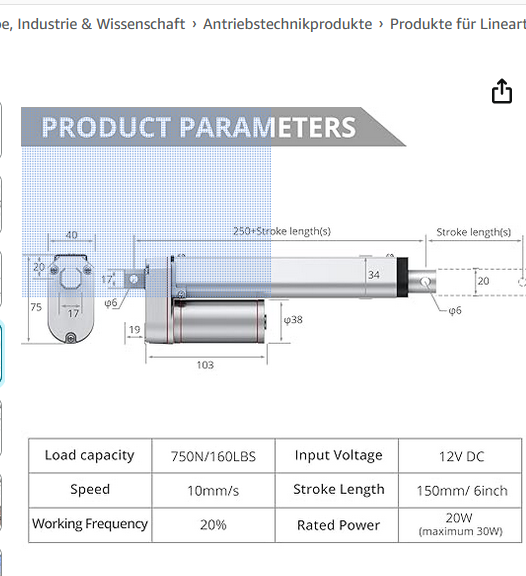 e, Industrie & Wissenschaft › Antriebstechnikprodukte › Produkte für Lineart
PRODUCT PARAMETERS
40
250+Stroke length(s)
Stroke length(s)
20
17
34
20
75
17
φ6
φ6
19
φ38
103
Load capacity 750N/160LBS Input Voltage 12V DC
Speed 10mm/s Stroke Length 150mm/ 6inch
Working Frequency 20% Rated Power 20W
(maximum 30W)